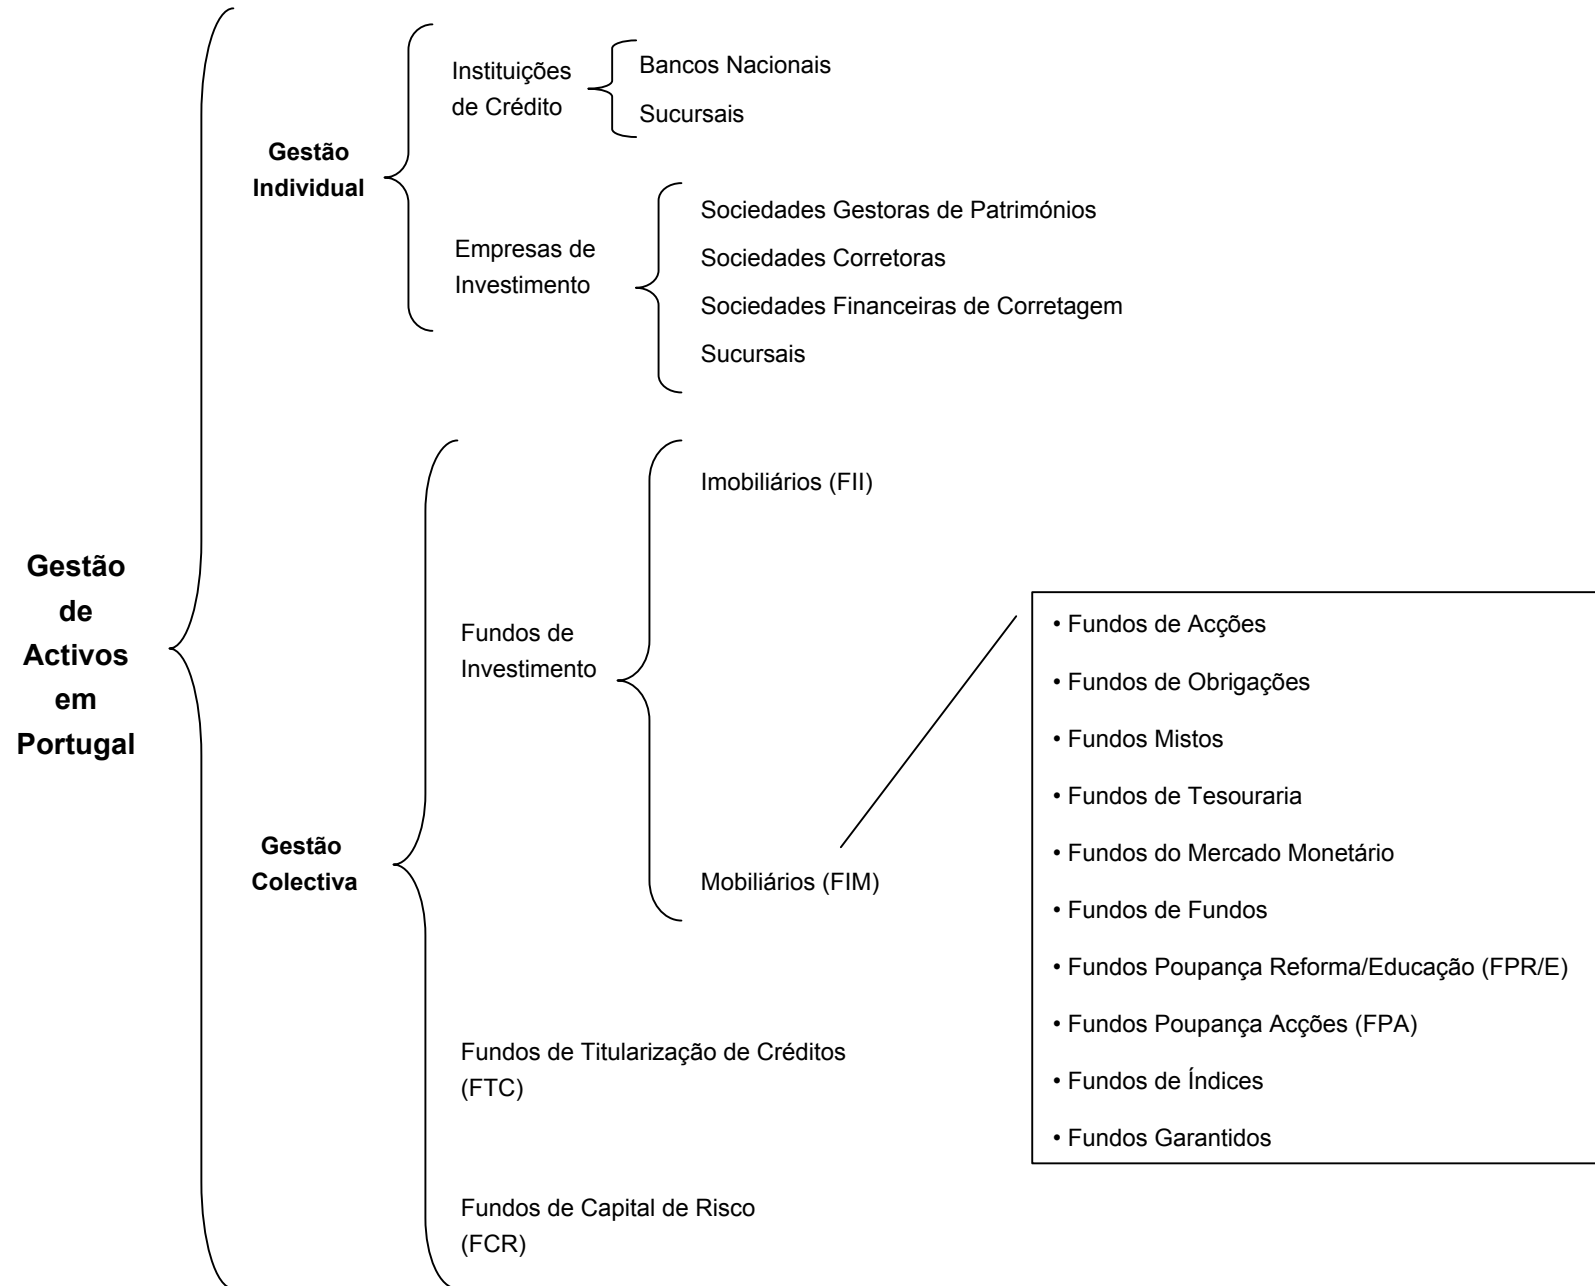 Gestão
de
Activos
em
Portugal
Gestão
Individual
Instituições
de Crédito
Bancos Nacionais
Sucursais
Empresas de
Investimento
Sociedades Gestoras de Patrimónios
Sociedades Corretoras
Sociedades Financeiras de Corretagem
Sucursais
Gestão
Colectiva
Fundos de
Investimento
Imobiliários (FII)
Mobiliários (FIM)
• Fundos de Acções
• Fundos de Obrigações
• Fundos Mistos
• Fundos de Tesouraria
• Fundos do Mercado Monetário
• Fundos de Fundos
• Fundos Poupança Reforma/Educação (FPR/E)
• Fundos Poupança Acções (FPA)
• Fundos de Índices
• Fundos Garantidos
Fundos de Titularização de Créditos
(FTC)
Fundos de Capital de Risco
(FCR)